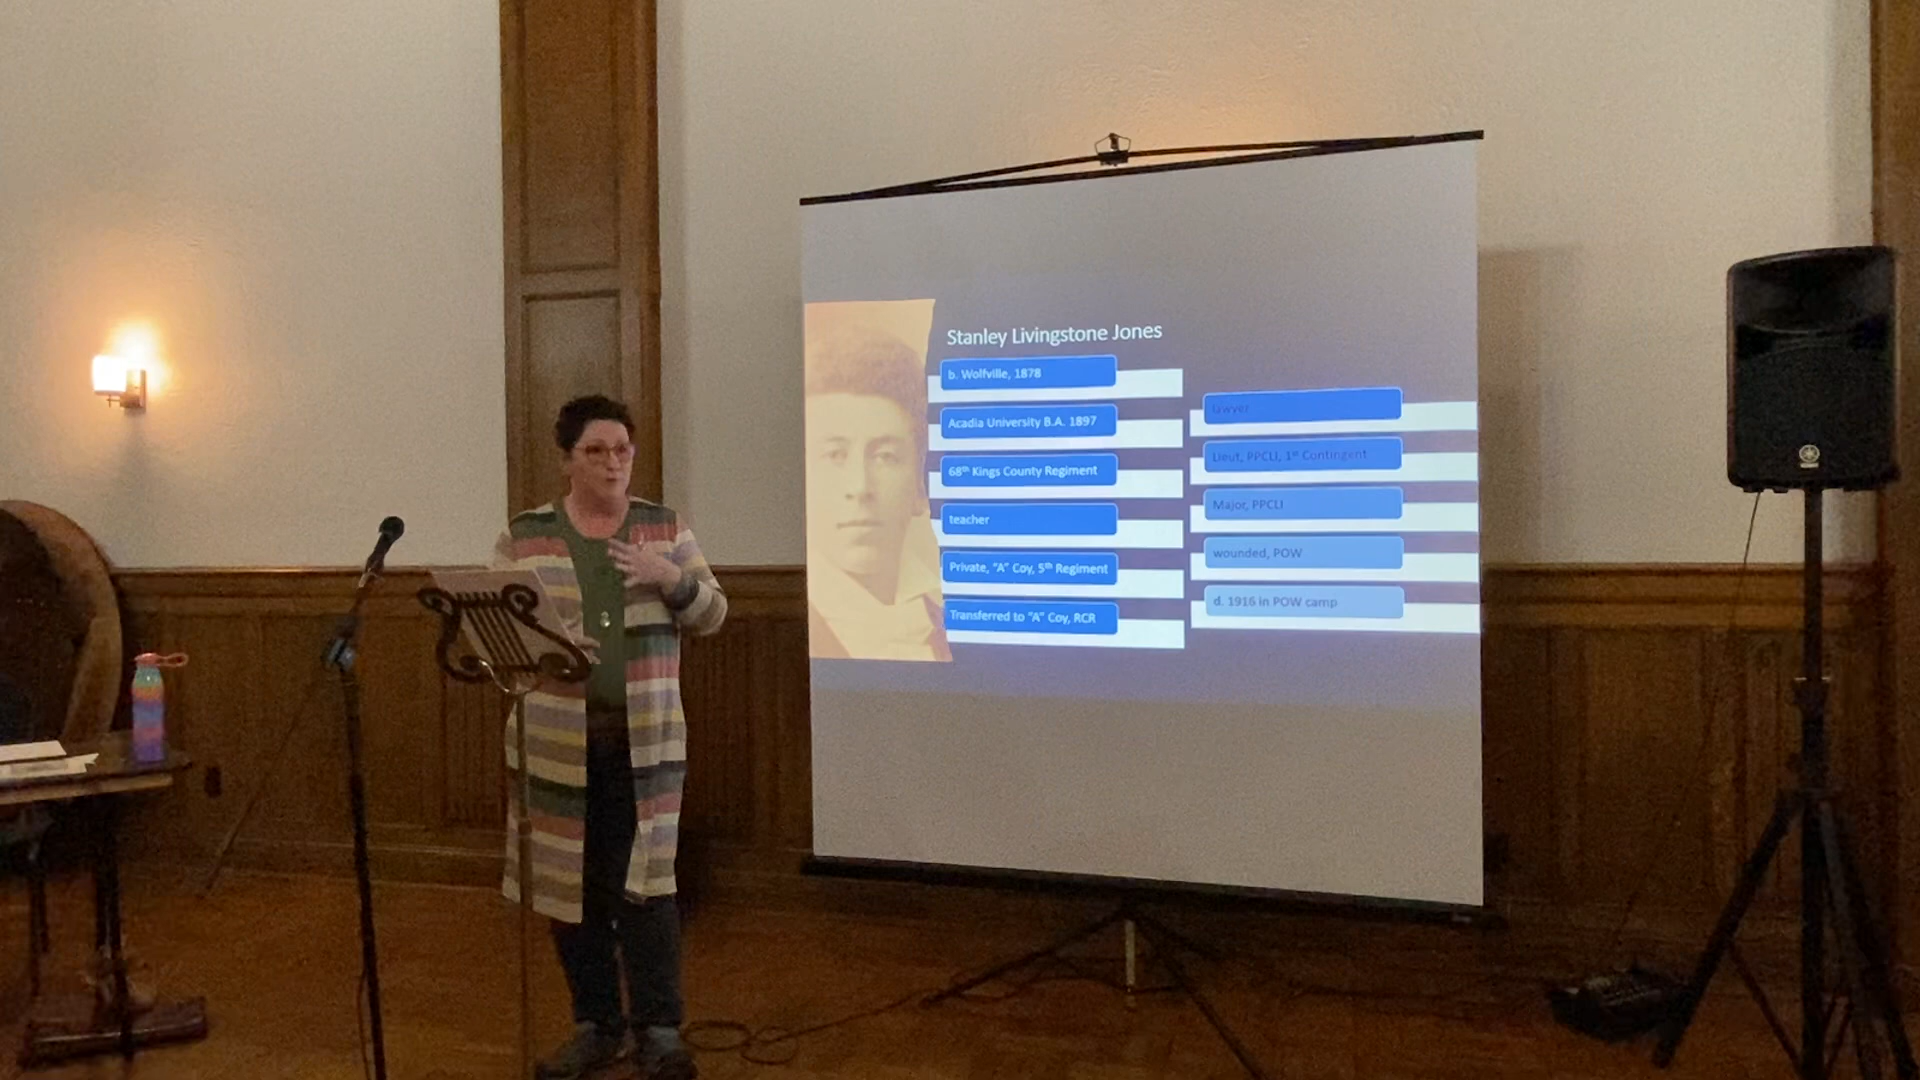 Stanley Livingstone Jones
b. Wolfville, 1878
Acadia University B.A. 1897
68th Kings County Regiment
teacher
Private, "A" Coy, 5th Regiment
Transferred to "A" Coy, RCR
lawyer
Lieut, PPCLI, 1st Contingent
Major, PPCLI
wounded, POW
d. 1916 in POW camp